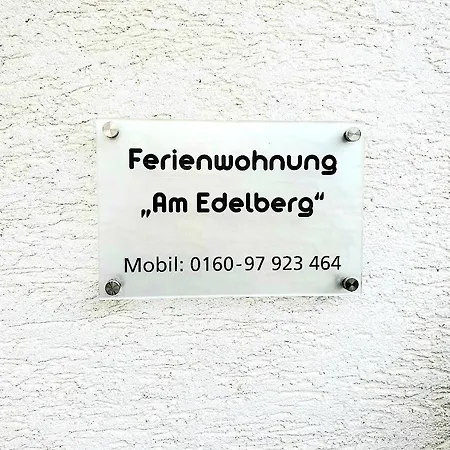 Ferienwohnung
„Am Edelberg“
Mobil: 0160-97 923 464